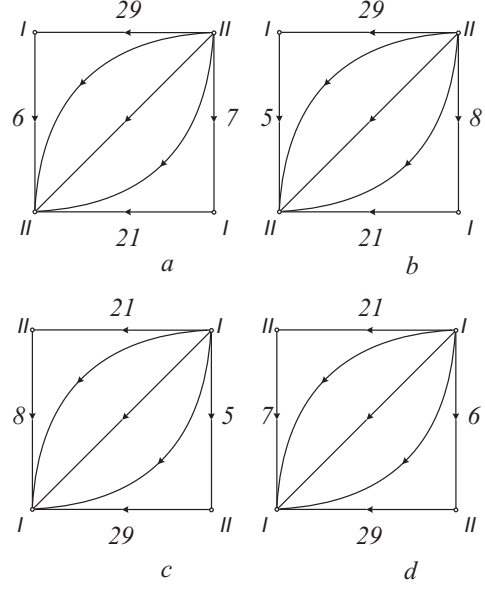 29 29
I II I II
6 7 5 8
II I II I
21 21
a b
21 21
II I II I
8 5 7 6
I II I II
29 29
c d